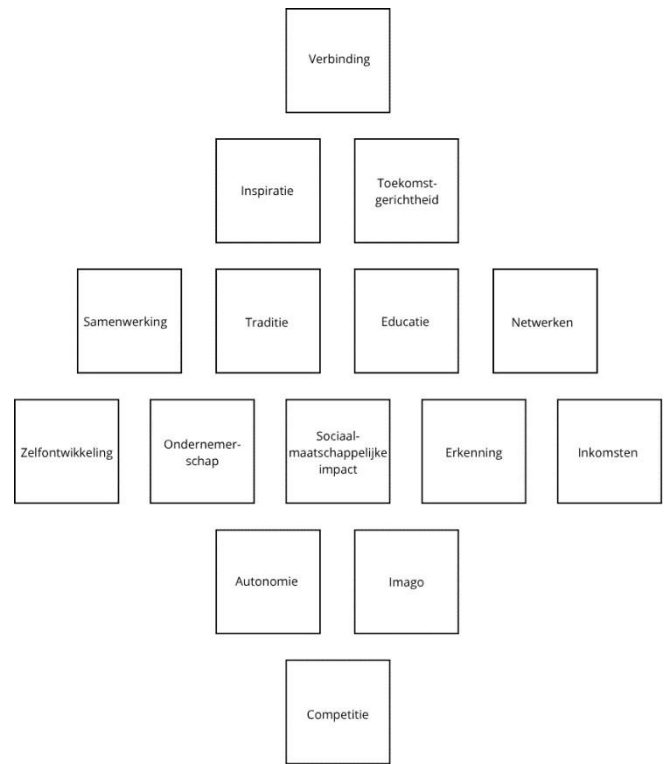 Verbinding
Inspiratie
Toekomst-
gerichtheid
Samenwerking
Traditie
Educatie
Netwerken
Zelfontwikkeling
Ondernemer-
schap
Sociaal-
maatschappelijke
impact
Erkenning
Inkomsten
Autonomie
Imago
Competitie